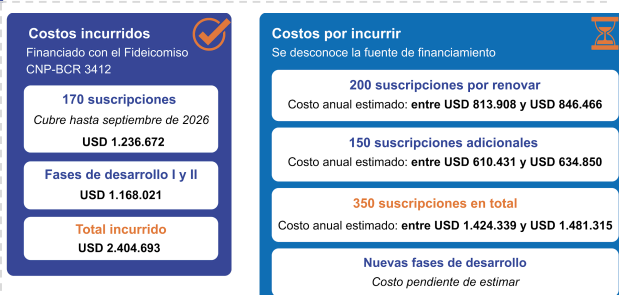 Costos incurridos
Financiado con el Fideicomiso
CNP-BCR 3412
170 suscripciones
Cubre hasta septiembre de 2026
USD 1.236.672
Fases de desarrollo I y II
USD 1.168.021
Total incurrido
USD 2.404.693
Costos por incurrir
Se desconoce la fuente de financiamiento
200 suscripciones por renovar
Costo anual estimado: entre USD 813.908 y USD 846.466
150 suscripciones adicionales
Costo anual estimado: entre USD 610.431 y USD 634.850
350 suscripciones en total
Costo anual estimado: entre USD 1.424.339 y USD 1.481.315
Nuevas fases de desarrollo
Costo pendiente de estimar